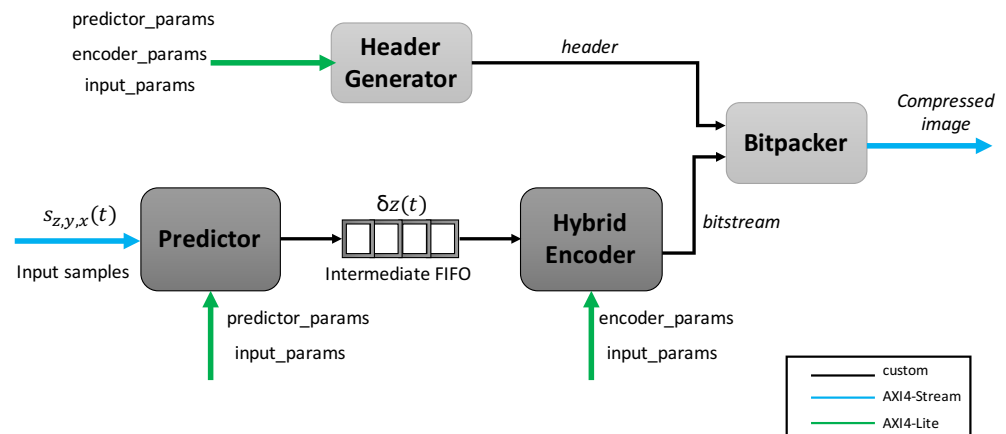 predictor_params
encoder_params
input_params
Header
Generator
header
Compressed
image
Bitpacker
s_{z,y,x}(t)
Input samples
Predictor
δz(t)
Intermediate FIFO
Hybrid
Encoder
bitstream
predictor_params
input_params
encoder_params
input_params
custom
AXI4-Stream
AXI4-Lite